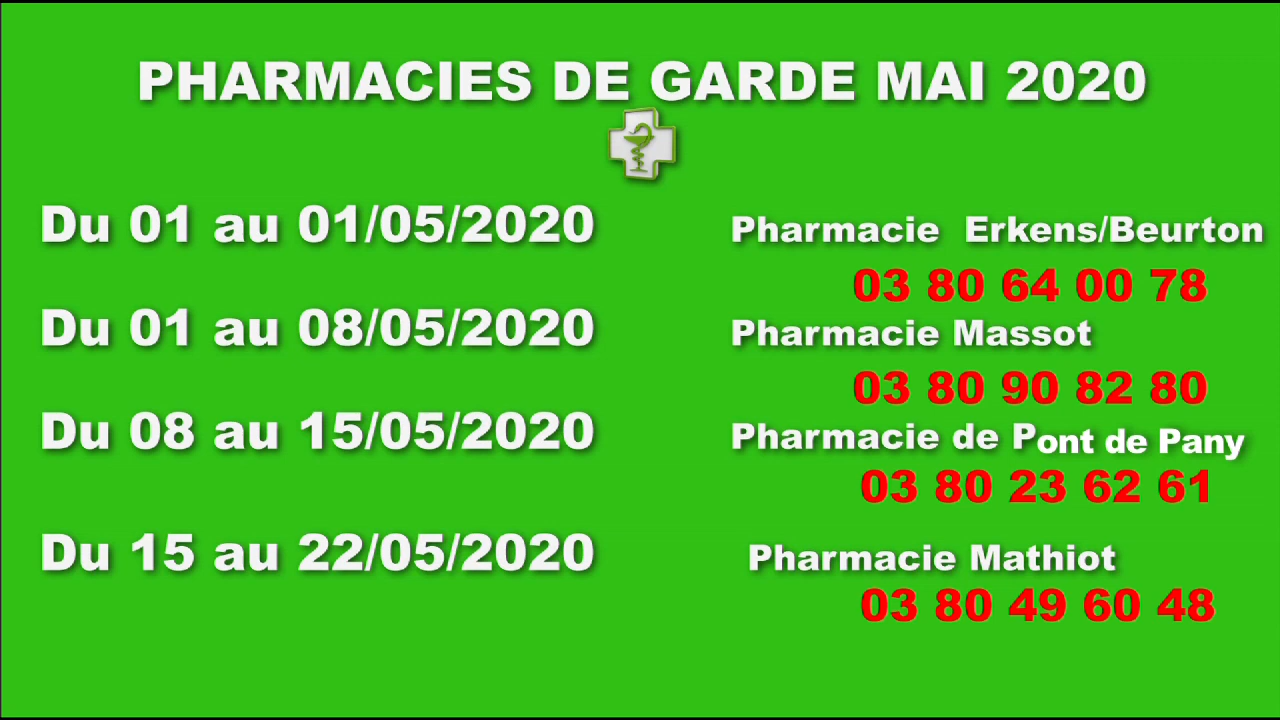 PHARMACIES DE GARDE MAI 2020
Du 01 au 01/05/2020 Pharmacie Erkens/Beurton
03 80 64 00 78
Du 01 au 08/05/2020 Pharmacie Massot
03 80 90 82 80
Du 08 au 15/05/2020 Pharmacie de Pont de Pany
03 80 23 62 61
Du 15 au 22/05/2020 Pharmacie Mathiot
03 80 49 60 48